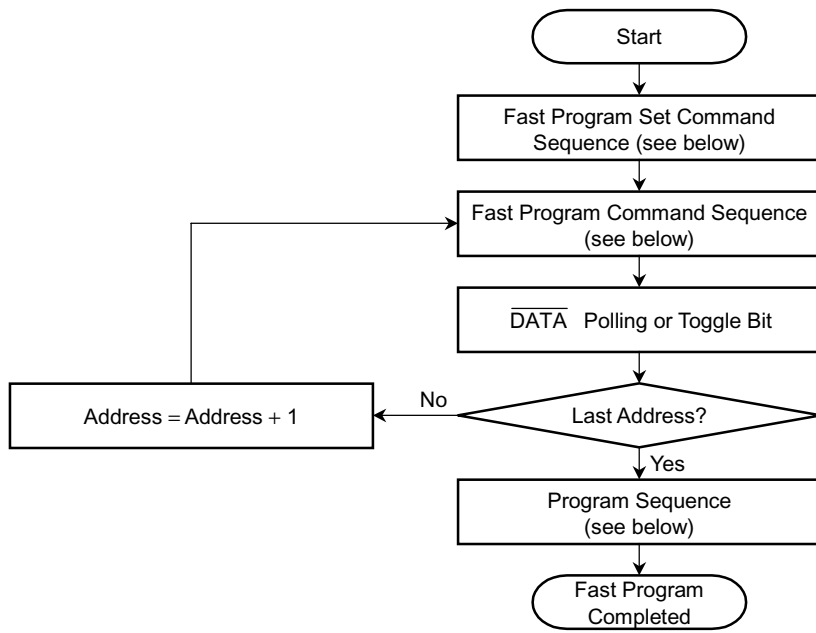 Start
Fast Program Set Command
Sequence (see below)
Fast Program Command Sequence
(see below)
DATA Polling or Toggle Bit
Address = Address + 1
No
Last Address?
Yes
Program Sequence
(see below)
Fast Program
Completed